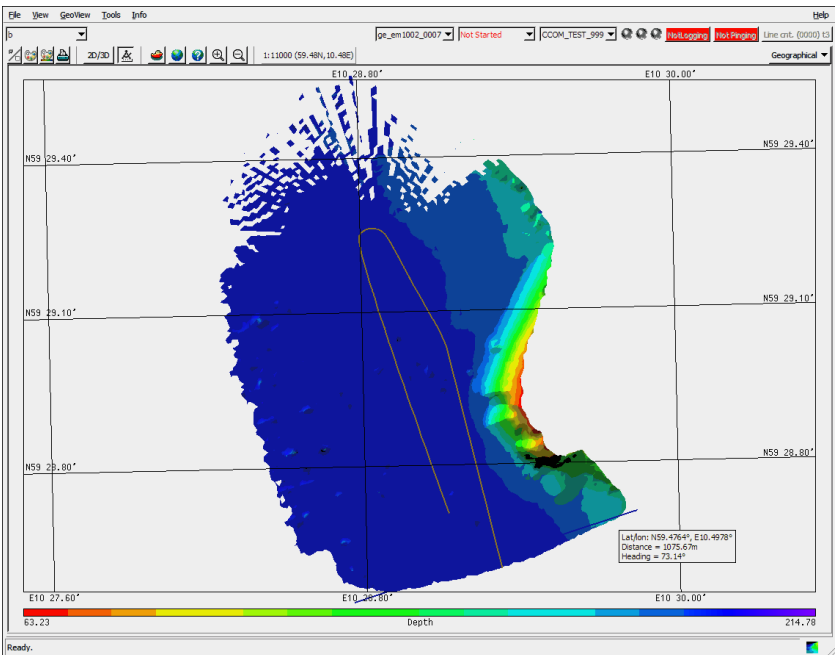 File View GeoView Tools Info Help
b ge_em1002_0007 Not Started CCOM_TEST_999 NotLogging Not Pinging Line cnt. (0000) t3
2D/3D 1:11000 (59.48N,10.48E) Geographical
E10 28.80' E10 30.00'
N59 29.40' N59 29.40'
N59 29.10' N59 29.10'
N59 28.80' N59 28.80'
Lat/lon: N59.4764°, E10.4978°
Distance = 1075.67m
Heading = 73.14°
E10 27.60' E10 28.80' E10 30.00'
63.23 Depth 214.78
Ready.